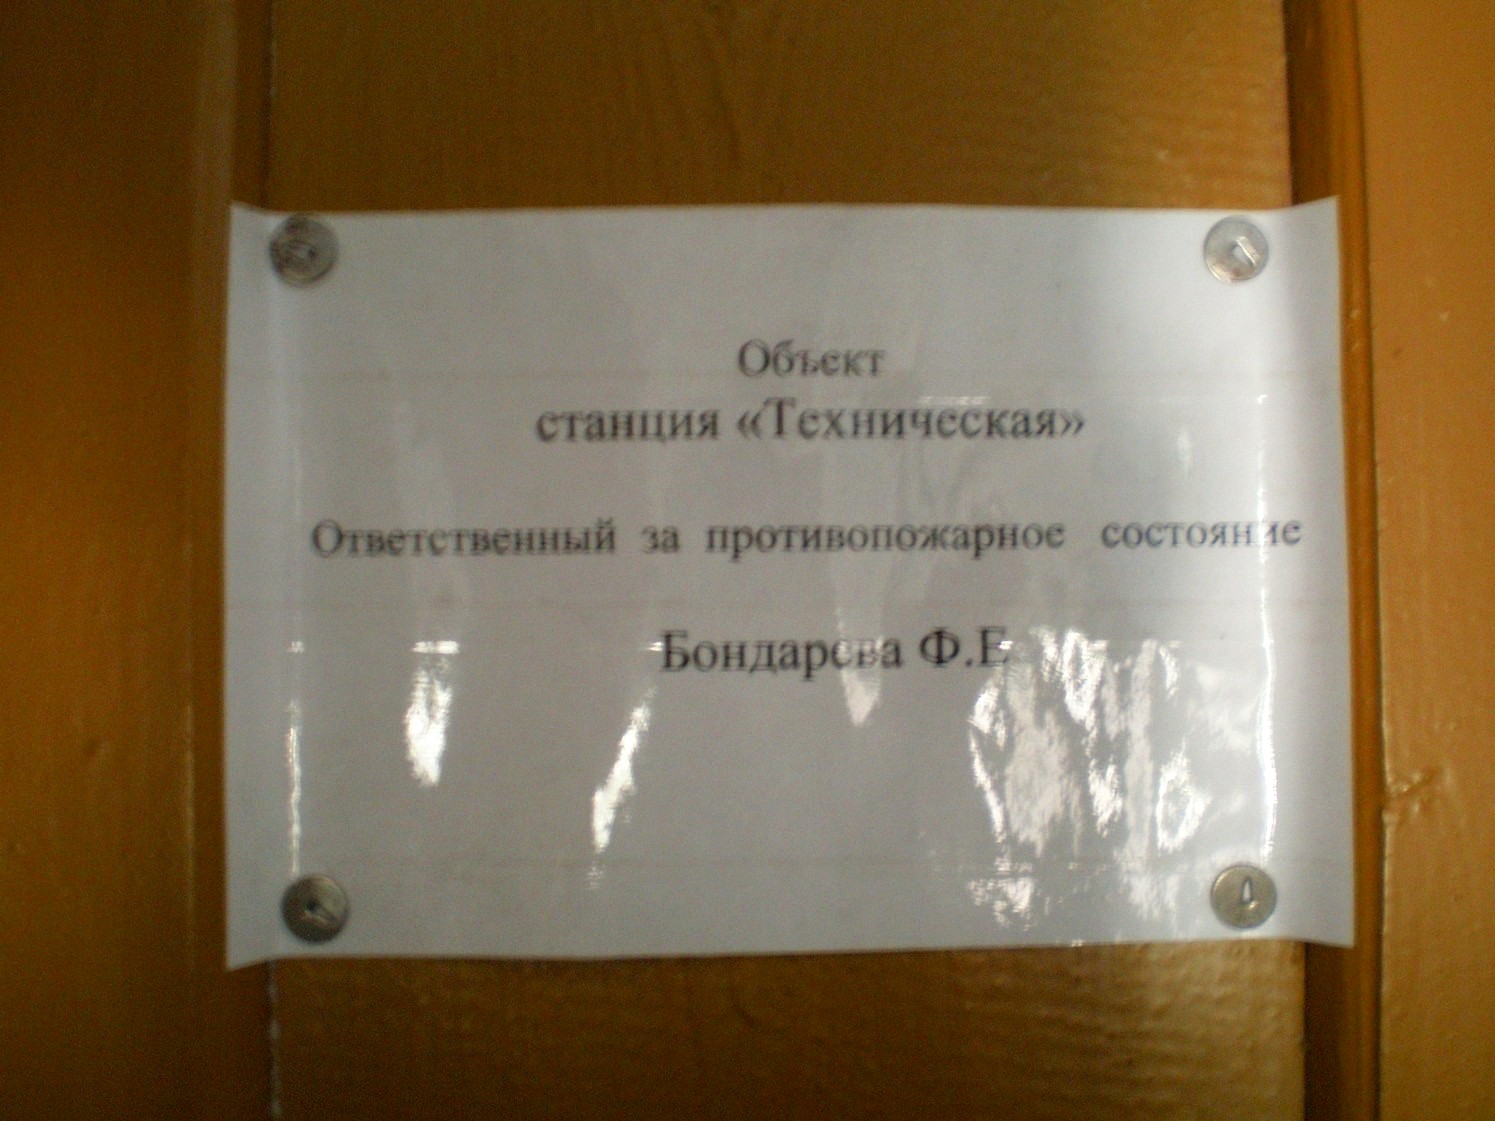 Объект
станция «Техническая»
Ответственный за противопожарное состояние
Бондарева Ф.Е